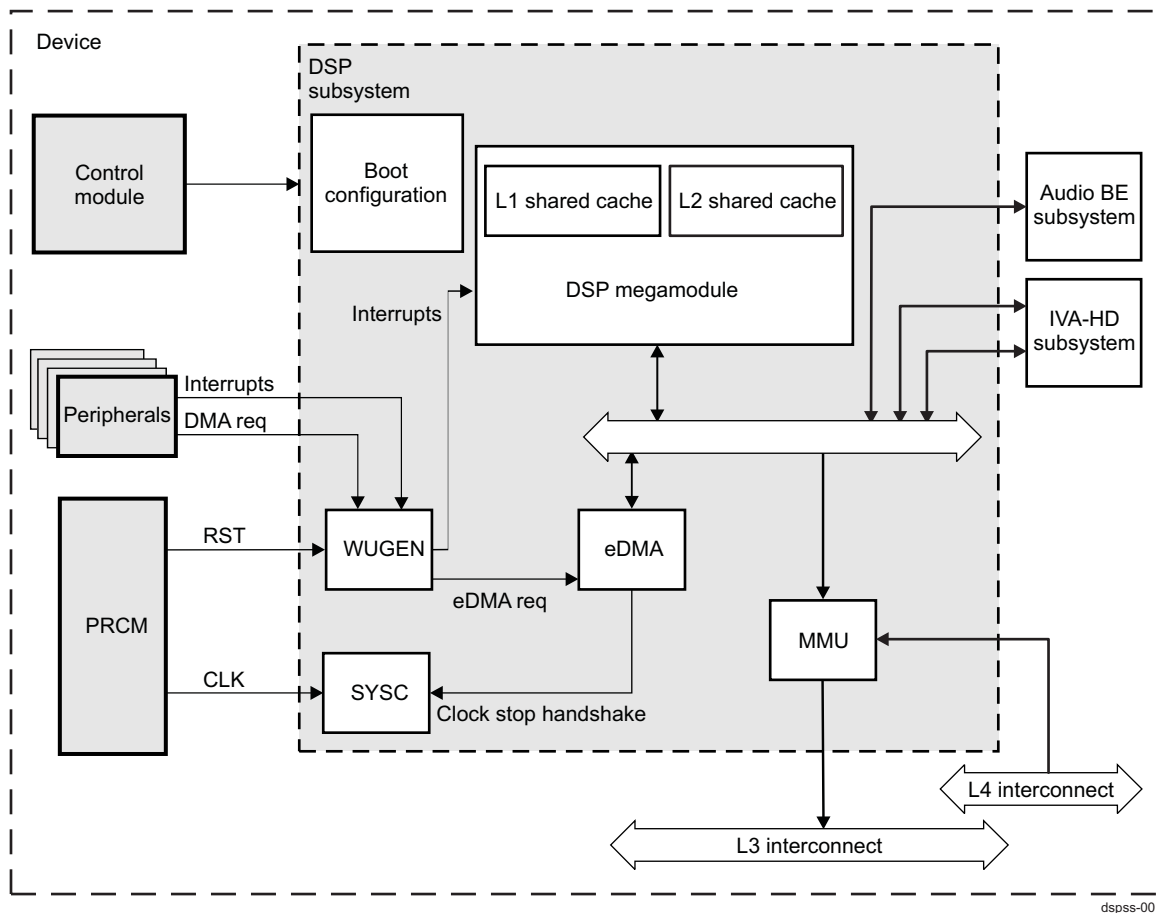 Device
DSP
subsystem
Control
module
Boot
configuration
L1 shared cache
L2 shared cache
DSP megamodule
Audio BE
subsystem
IVA-HD
subsystem
Interrupts
Peripherals
Interrupts
DMA req
PRCM
RST
CLK
WUGEN
eDMA req
eDMA
SYSC
Clock stop handshake
MMU
L4 interconnect
L3 interconnect
dspss-00